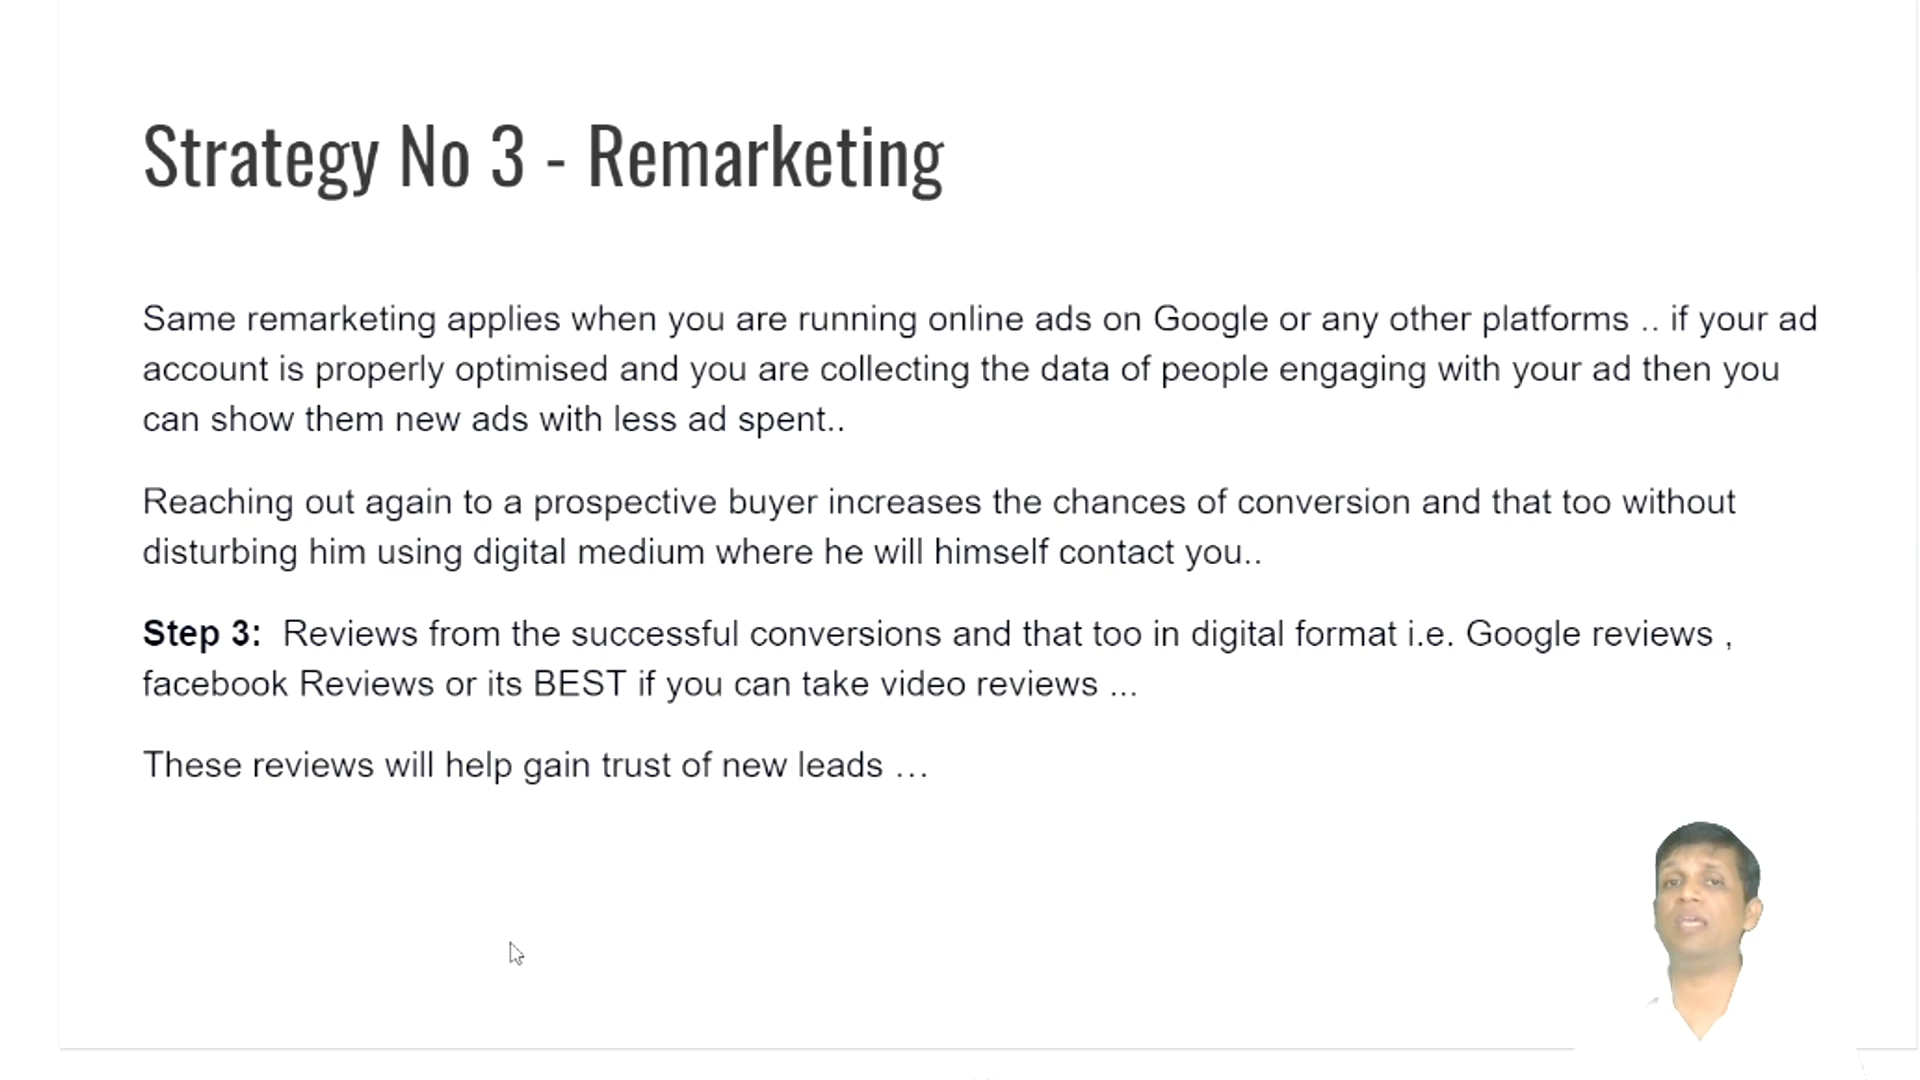 Strategy No 3 - Remarketing
Same remarketing applies when you are running online ads on Google or any other platforms .. if your ad
account is properly optimised and you are collecting the data of people engaging with your ad then you
can show them new ads with less ad spent..
Reaching out again to a prospective buyer increases the chances of conversion and that too without
disturbing him using digital medium where he will himself contact you..
Step 3:  Reviews from the successful conversions and that too in digital format i.e. Google reviews ,
facebook Reviews or its BEST if you can take video reviews ...
These reviews will help gain trust of new leads …